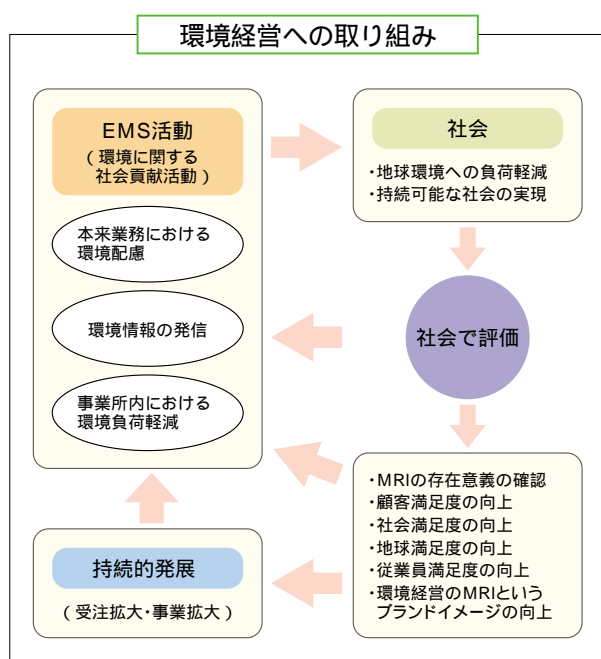 環境経営への取り組み
EMS活動
(環境に関する
社会貢献活動)
本来業務における
環境配慮
環境情報の発信
事業所内における
環境負荷軽減
社会
・地球環境への負荷軽減
・持続可能な社会の実現
社会で評価
・MRIの存在意義の確認
・顧客満足度の向上
・社会満足度の向上
・地球満足度の向上
・従業員満足度の向上
・環境経営のMRIという
ブランドイメージの向上
持続的発展
(受注拡大・事業拡大)